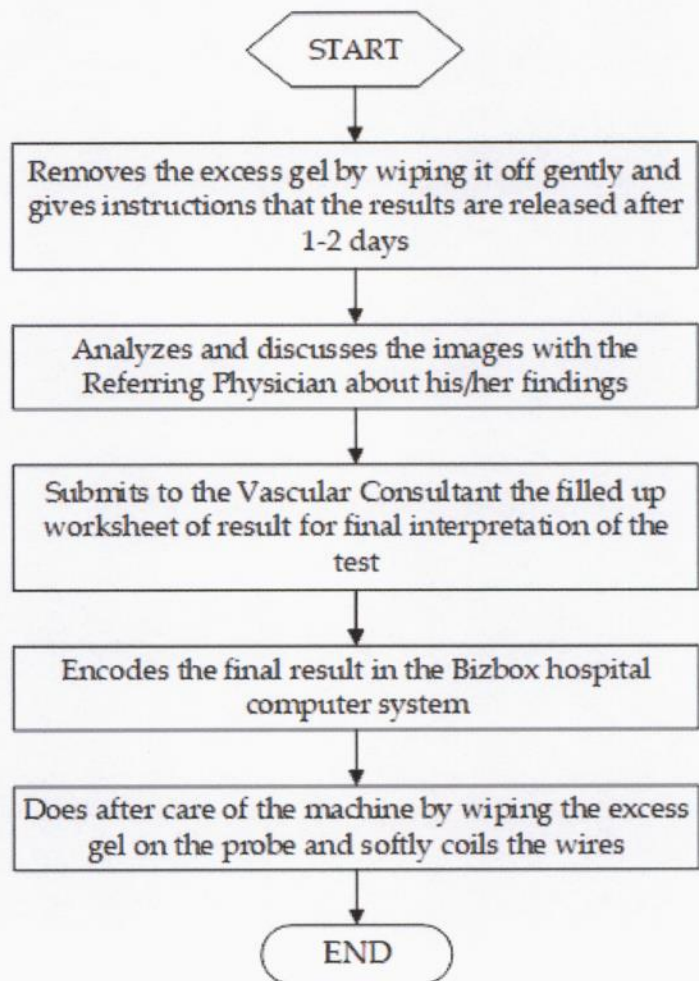 START
Removes the excess gel by wiping it off gently and
gives instructions that the results are released after
1-2 days
Analyzes and discusses the images with the
Referring Physician about his/her findings
Submits to the Vascular Consultant the filled up
worksheet of result for final interpretation of the
test
Encodes the final result in the Bizbox hospital
computer system
Does after care of the machine by wiping the excess
gel on the probe and softly coils the wires
END